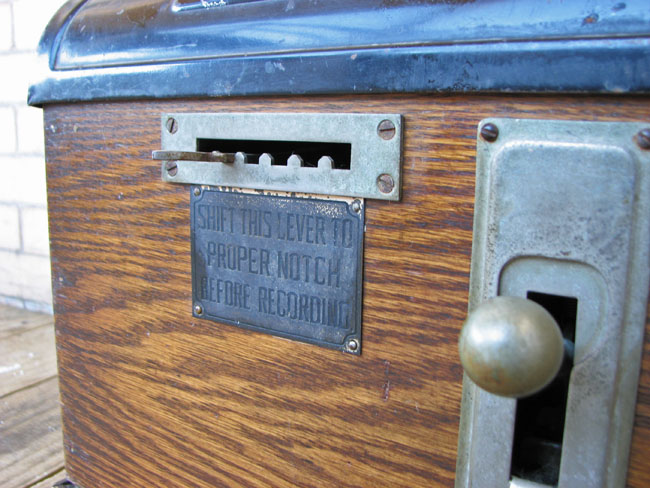 SHIFT THIS LEVER TO
PROPER NOTCH
BEFORE RECORDING